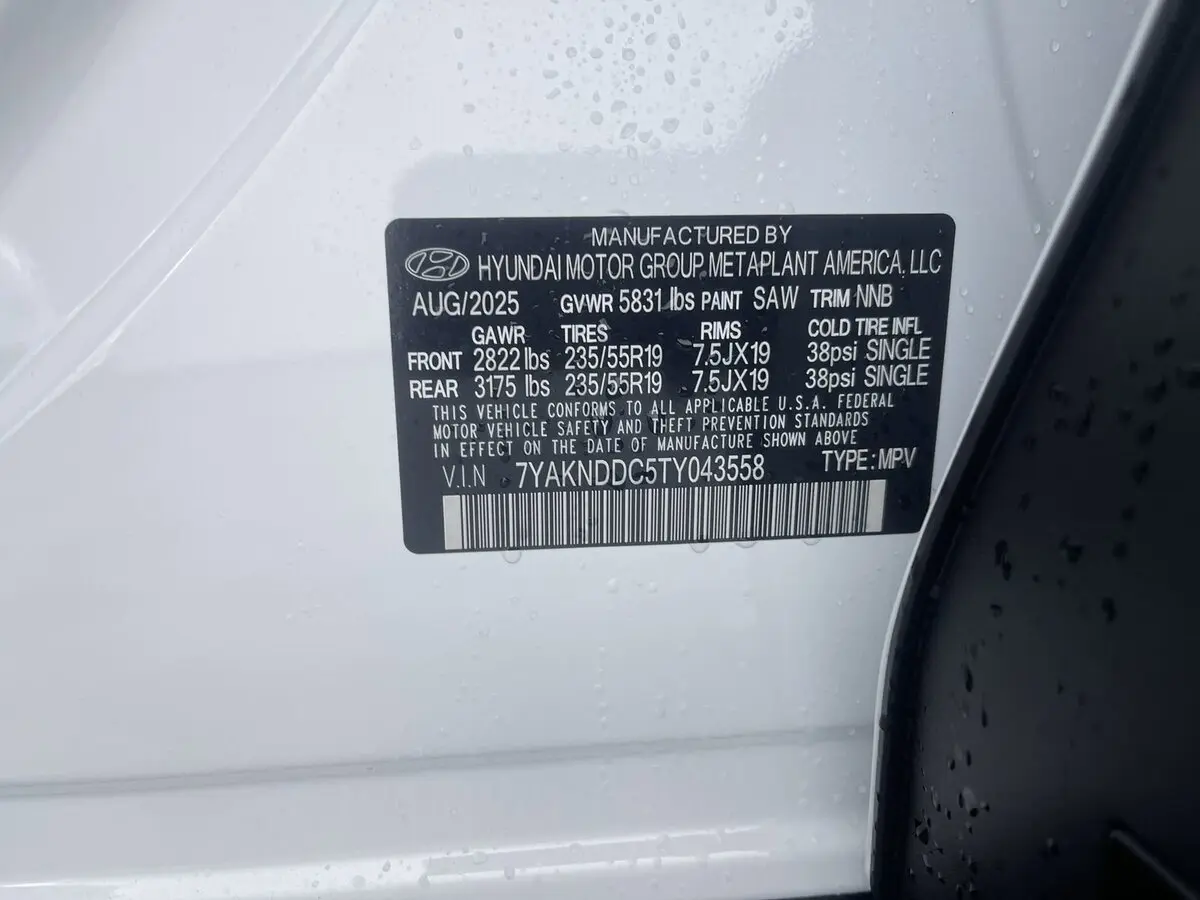 MANUFACTURED BY
HYUNDAI MOTOR GROUP METAPLANT AMERICA, LLC
AUG/2025 GVWR 5831 lbs PAINT SAW TRIM NNB
GAWR TIRES RIMS COLD TIRE INFL
FRONT 2822 lbs 235/55R19 7.5JX19 38psi SINGLE
REAR 3175 lbs 235/55R19 7.5JX19 38psi SINGLE
THIS VEHICLE CONFORMS TO ALL APPLICABLE U.S.A. FEDERAL
MOTOR VEHICLE SAFETY AND THEFT PREVENTION STANDARDS
IN EFFECT ON THE DATE OF MANUFACTURE SHOWN ABOVE
V.I.N 7YAKNDDC5TY043558 TYPE: MPV